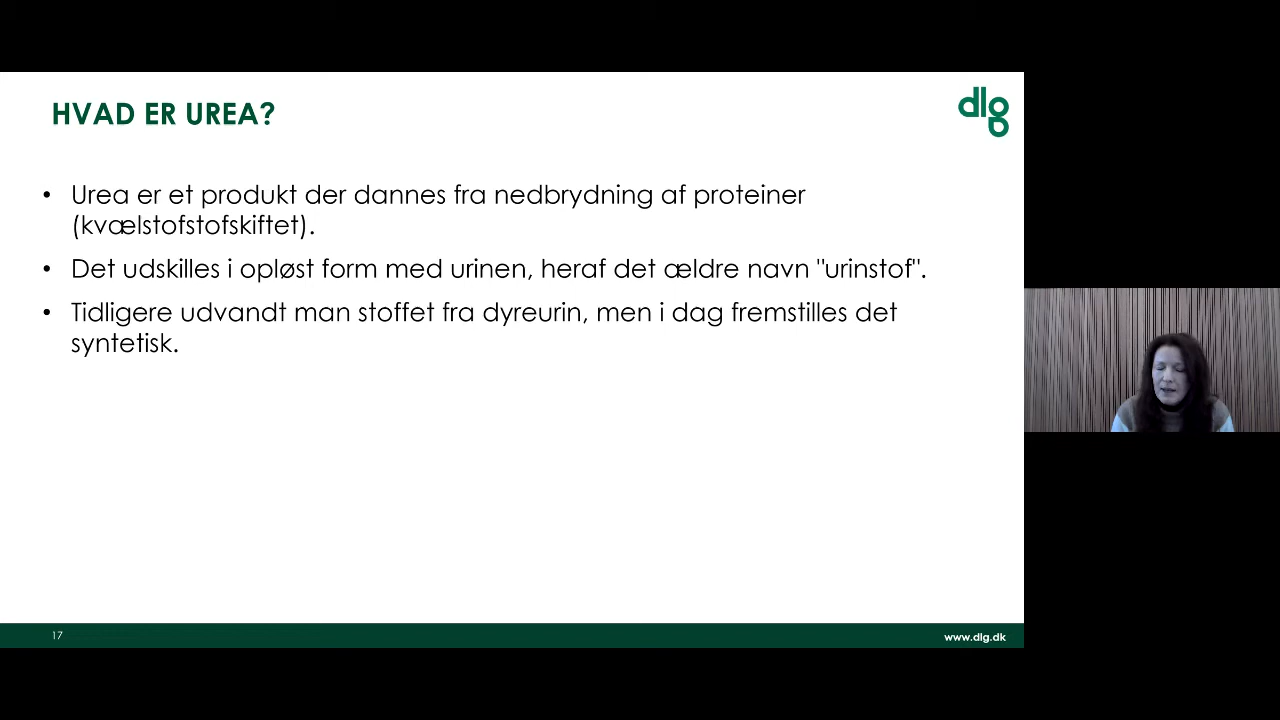 HVAD ER UREA?
dlg
• Urea er et produkt der dannes fra nedbrydning af proteiner
(kvælstofstofskiftet).
• Det udskilles i opløst form med urinen, heraf det ældre navn "urinstof".
• Tidligere udvandt man stoffet fra dyreurin, men i dag fremstilles det
syntetisk.
17
www.dlg.dk